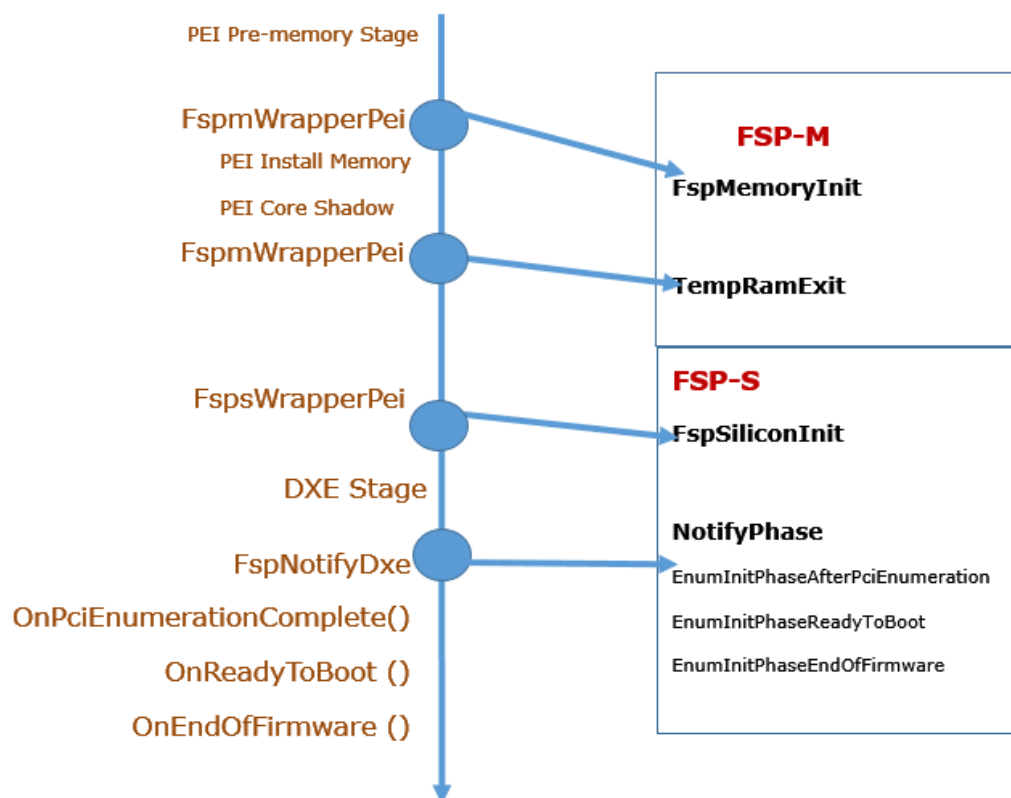 PEI Pre-memory Stage
FspmWrapperPei
PEI Install Memory
PEI Core Shadow
FspmWrapperPei
FspsWrapperPei
DXE Stage
FspNotifyDxe
OnPciEnumerationComplete()
OnReadyToBoot ()
OnEndOfFirmware ()
FSP-M
FspMemoryInit
TempRamExit
FSP-S
FspSiliconInit
NotifyPhase
EnumInitPhaseAfterPciEnumeration
EnumInitPhaseReadyToBoot
EnumInitPhaseEndOfFirmware